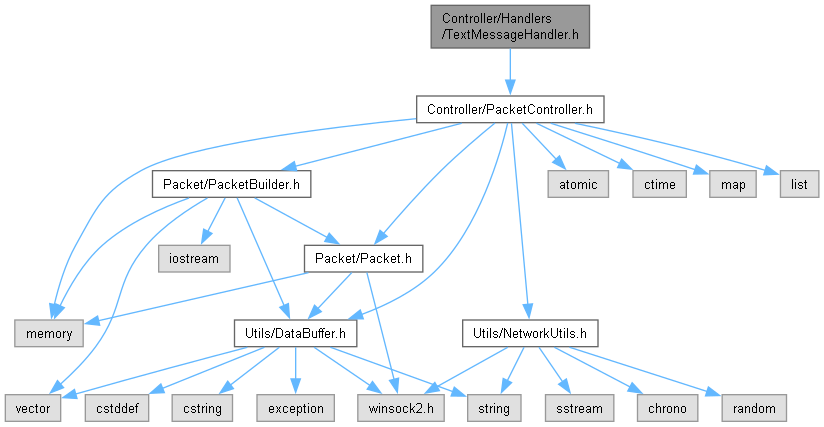 Controller/Handlers
/TextMessageHandler.h
Controller/PacketController.h
Packet/PacketBuilder.h
atomic
ctime
map
list
iostream
Packet/Packet.h
memory
Utils/DataBuffer.h
Utils/NetworkUtils.h
vector
cstddef
cstring
exception
winsock2.h
string
sstream
chrono
random